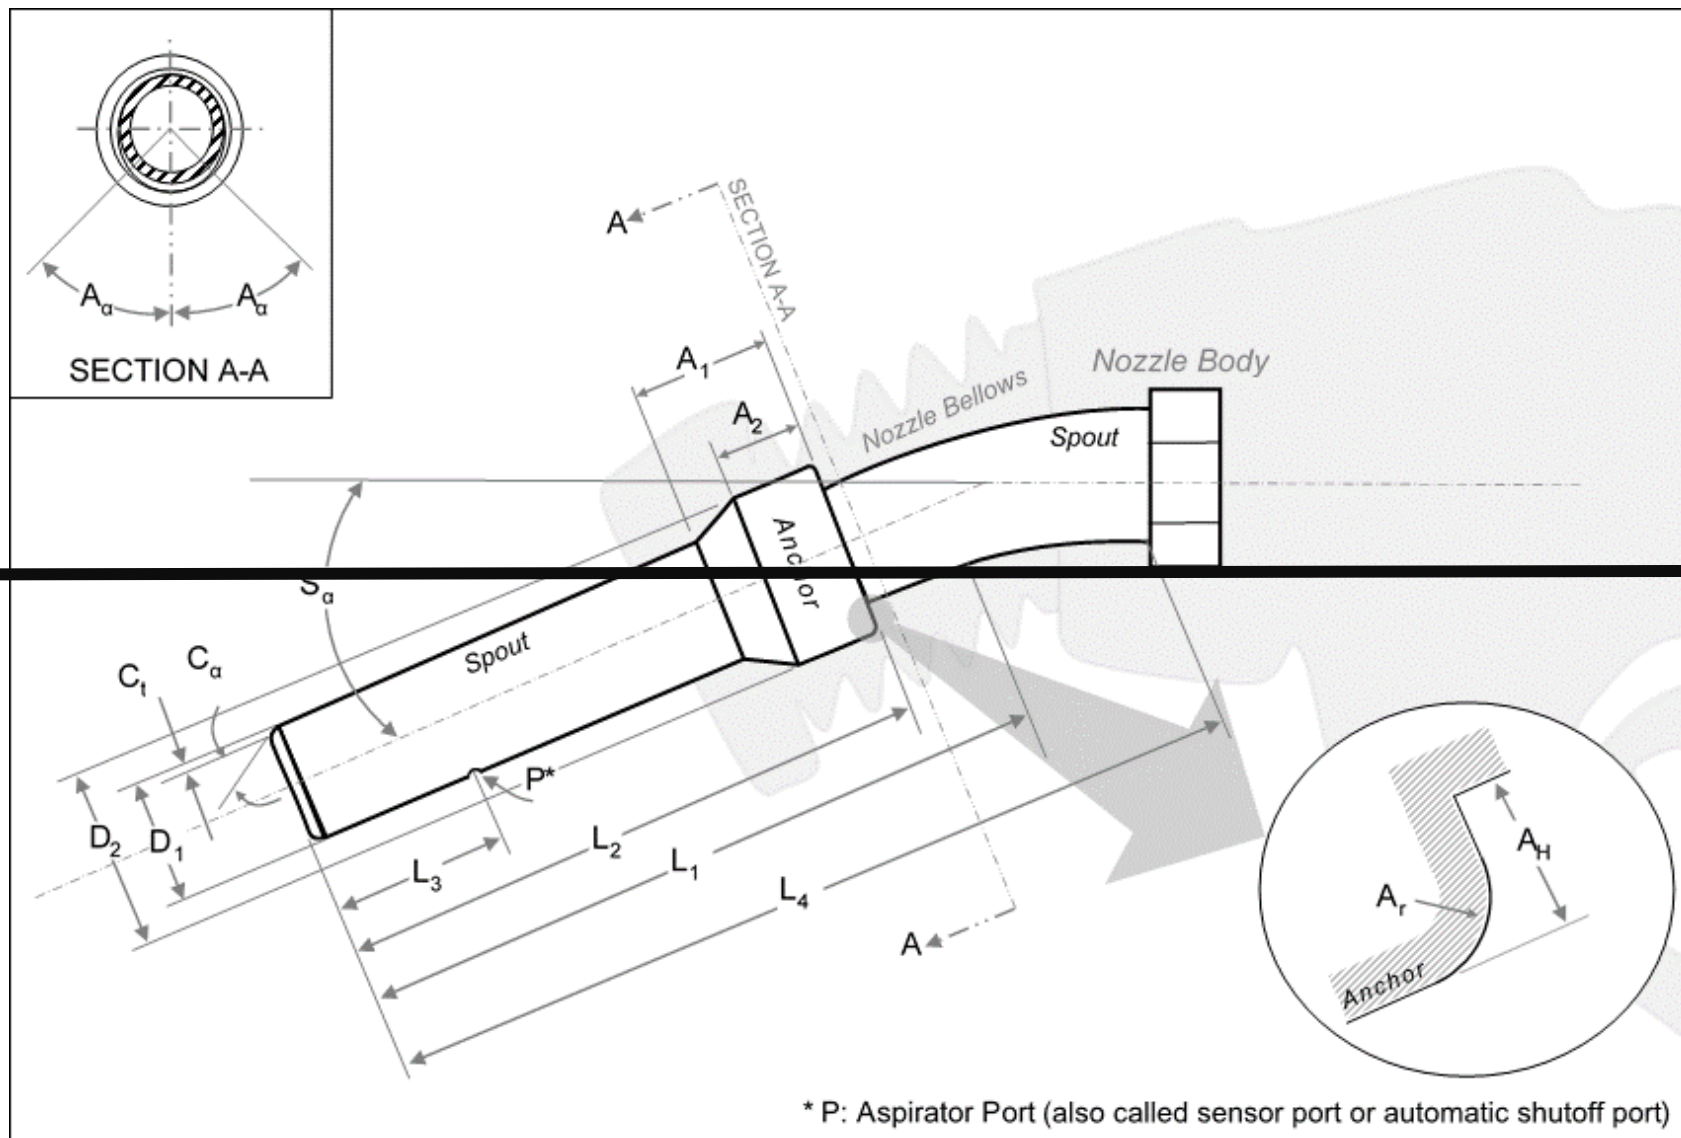 Aα
Aα
SECTION A-A
A
SECTION A-A
A1
A2
Nozzle Bellows
Nozzle Body
Spout
Anchor
Sα
Spout
Cα
Ct
P*
D2
D1
L3
L2
L1
L4
A
AH
Ar
Anchor
* P: Aspirator Port (also called sensor port or automatic shutoff port)